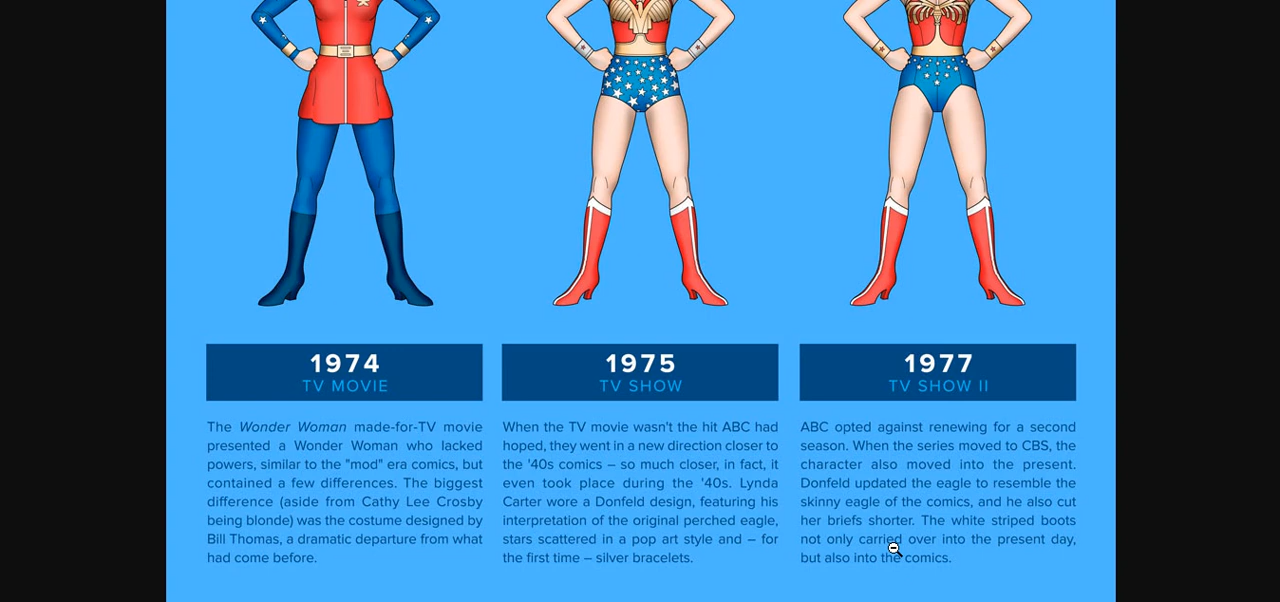 1974
TV MOVIE
The Wonder Woman made-for-TV movie
presented a Wonder Woman who lacked
powers, similar to the "mod" era comics, but
contained a few differences. The biggest
difference (aside from Cathy Lee Crosby
being blonde) was the costume designed by
Bill Thomas, a dramatic departure from what
had come before.
1975
TV SHOW
When the TV movie wasn't the hit ABC had
hoped, they went in a new direction closer to
the '40s comics – so much closer, in fact, it
even took place during the '40s. Lynda
Carter wore a Donfeld design, featuring his
interpretation of the original perched eagle,
stars scattered in a pop art style and – for
the first time – silver bracelets.
1977
TV SHOW II
ABC opted against renewing for a second
season. When the series moved to CBS, the
character also moved into the present.
Donfeld updated the eagle to resemble the
skinny eagle of the comics, and he also cut
her briefs shorter. The white striped boots
not only carried over into the present day,
but also into the comics.